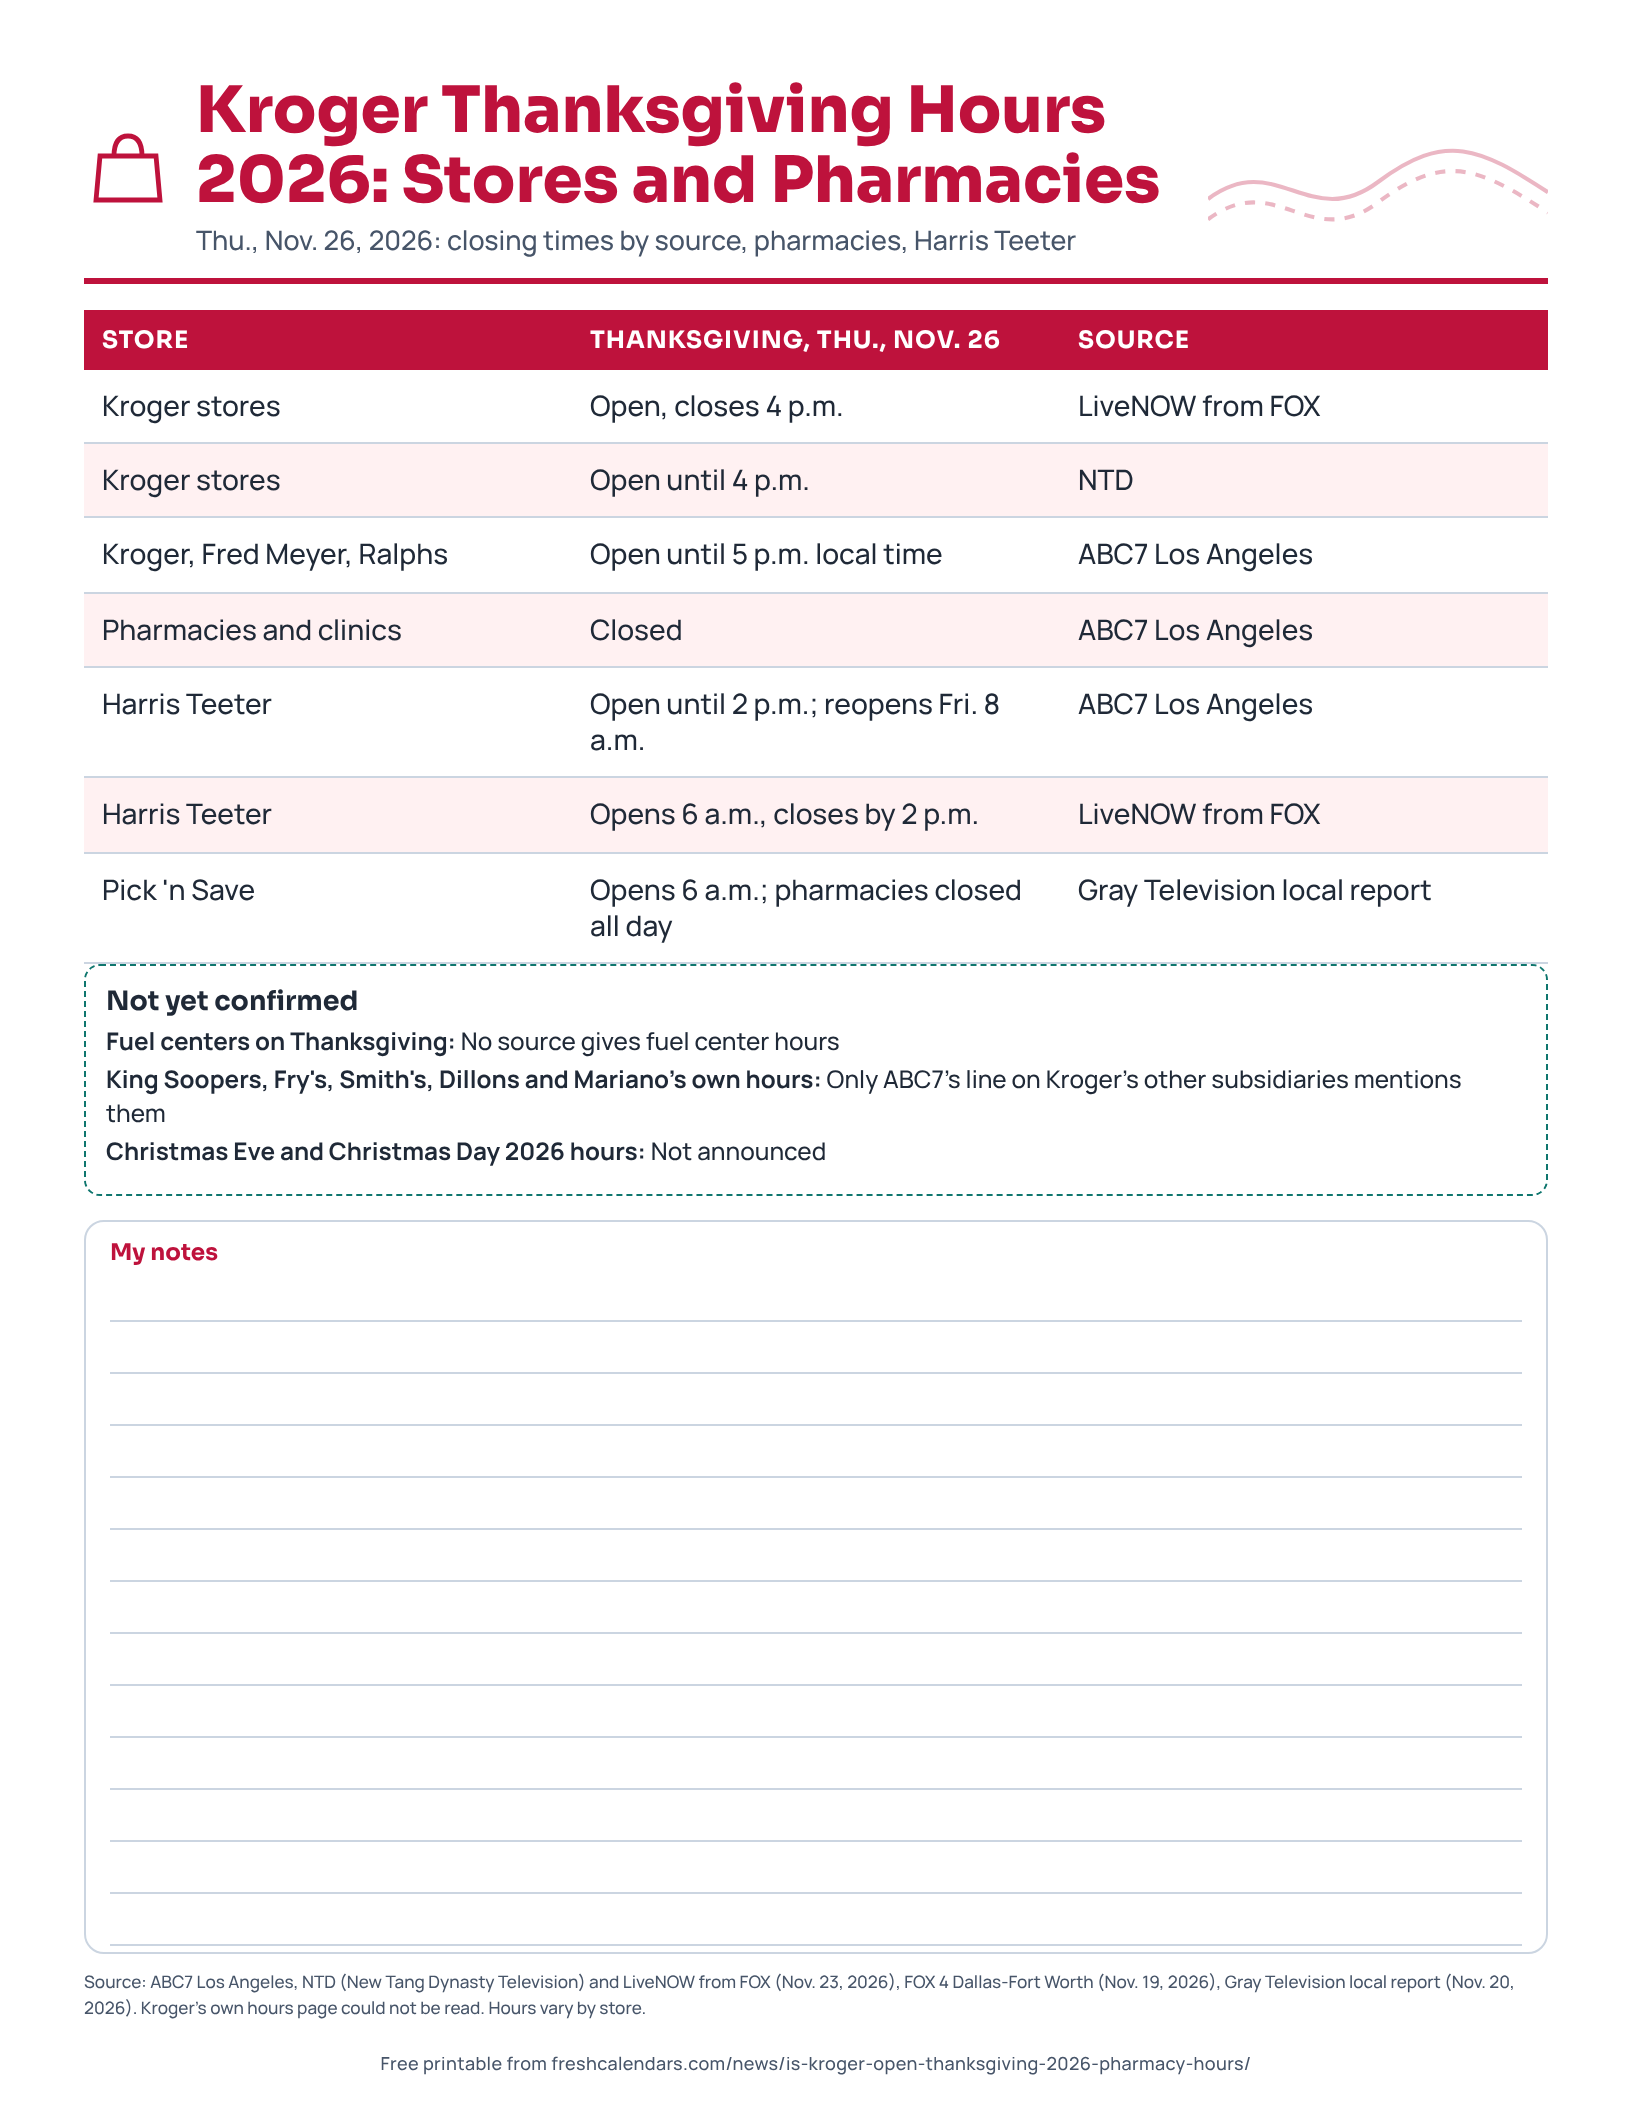 Kroger Thanksgiving Hours
2026: Stores and Pharmacies
Thu., Nov. 26, 2026: closing times by source, pharmacies, Harris Teeter
STORE THANKSGIVING, THU., NOV. 26 SOURCE
Kroger stores Open, closes 4 p.m. LiveNOW from FOX
Kroger stores Open until 4 p.m. NTD
Kroger, Fred Meyer, Ralphs Open until 5 p.m. local time ABC7 Los Angeles
Pharmacies and clinics Closed ABC7 Los Angeles
Harris Teeter Open until 2 p.m.; reopens Fri. 8 ABC7 Los Angeles
a.m.
Harris Teeter Opens 6 a.m., closes by 2 p.m. LiveNOW from FOX
Pick 'n Save Opens 6 a.m.; pharmacies closed Gray Television local report
all day
Not yet confirmed
Fuel centers on Thanksgiving: No source gives fuel center hours
King Soopers, Fry's, Smith's, Dillons and Mariano’s own hours: Only ABC7’s line on Kroger’s other subsidiaries mentions
them
Christmas Eve and Christmas Day 2026 hours: Not announced
My notes
Source: ABC7 Los Angeles, NTD (New Tang Dynasty Television) and LiveNOW from FOX (Nov. 23, 2026), FOX 4 Dallas-Fort Worth (Nov. 19, 2026), Gray Television local report (Nov. 20,
2026). Kroger’s own hours page could not be read. Hours vary by store.
Free printable from freshcalendars.com/news/is-kroger-open-thanksgiving-2026-pharmacy-hours/